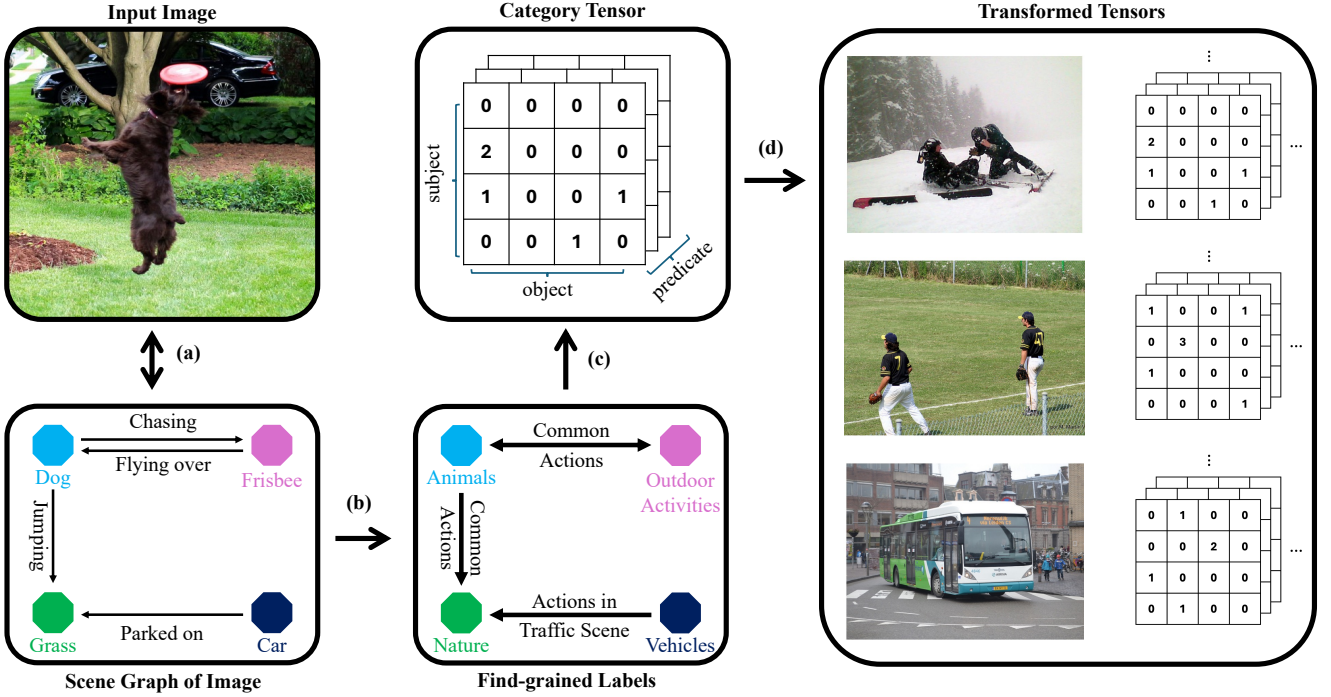 Input Image
Category Tensor
Transformed Tensors
0 0 0 0
2 0 0 0
1 0 0 1
0 0 1 0
subject
object
predicate
(a)
(c)
(d)
Chasing
Flying over
Dog
Frisbee
Jumping
Grass
Parked on
Car
Scene Graph of Image
(b)
Common
Actions
Animals
Outdoor
Activities
Common
Actions
Nature
Actions in
Traffic Scene
Vehicles
Find-grained Labels
⋮
0 0 0 0
2 0 0 0
1 0 0 1
0 0 1 0
...
7
47
⋮
1 0 0 1
0 3 0 0
1 0 0 0
0 0 0 1
...
⋮
0 1 0 0
0 0 2 0
1 0 0 0
0 1 0 0
...